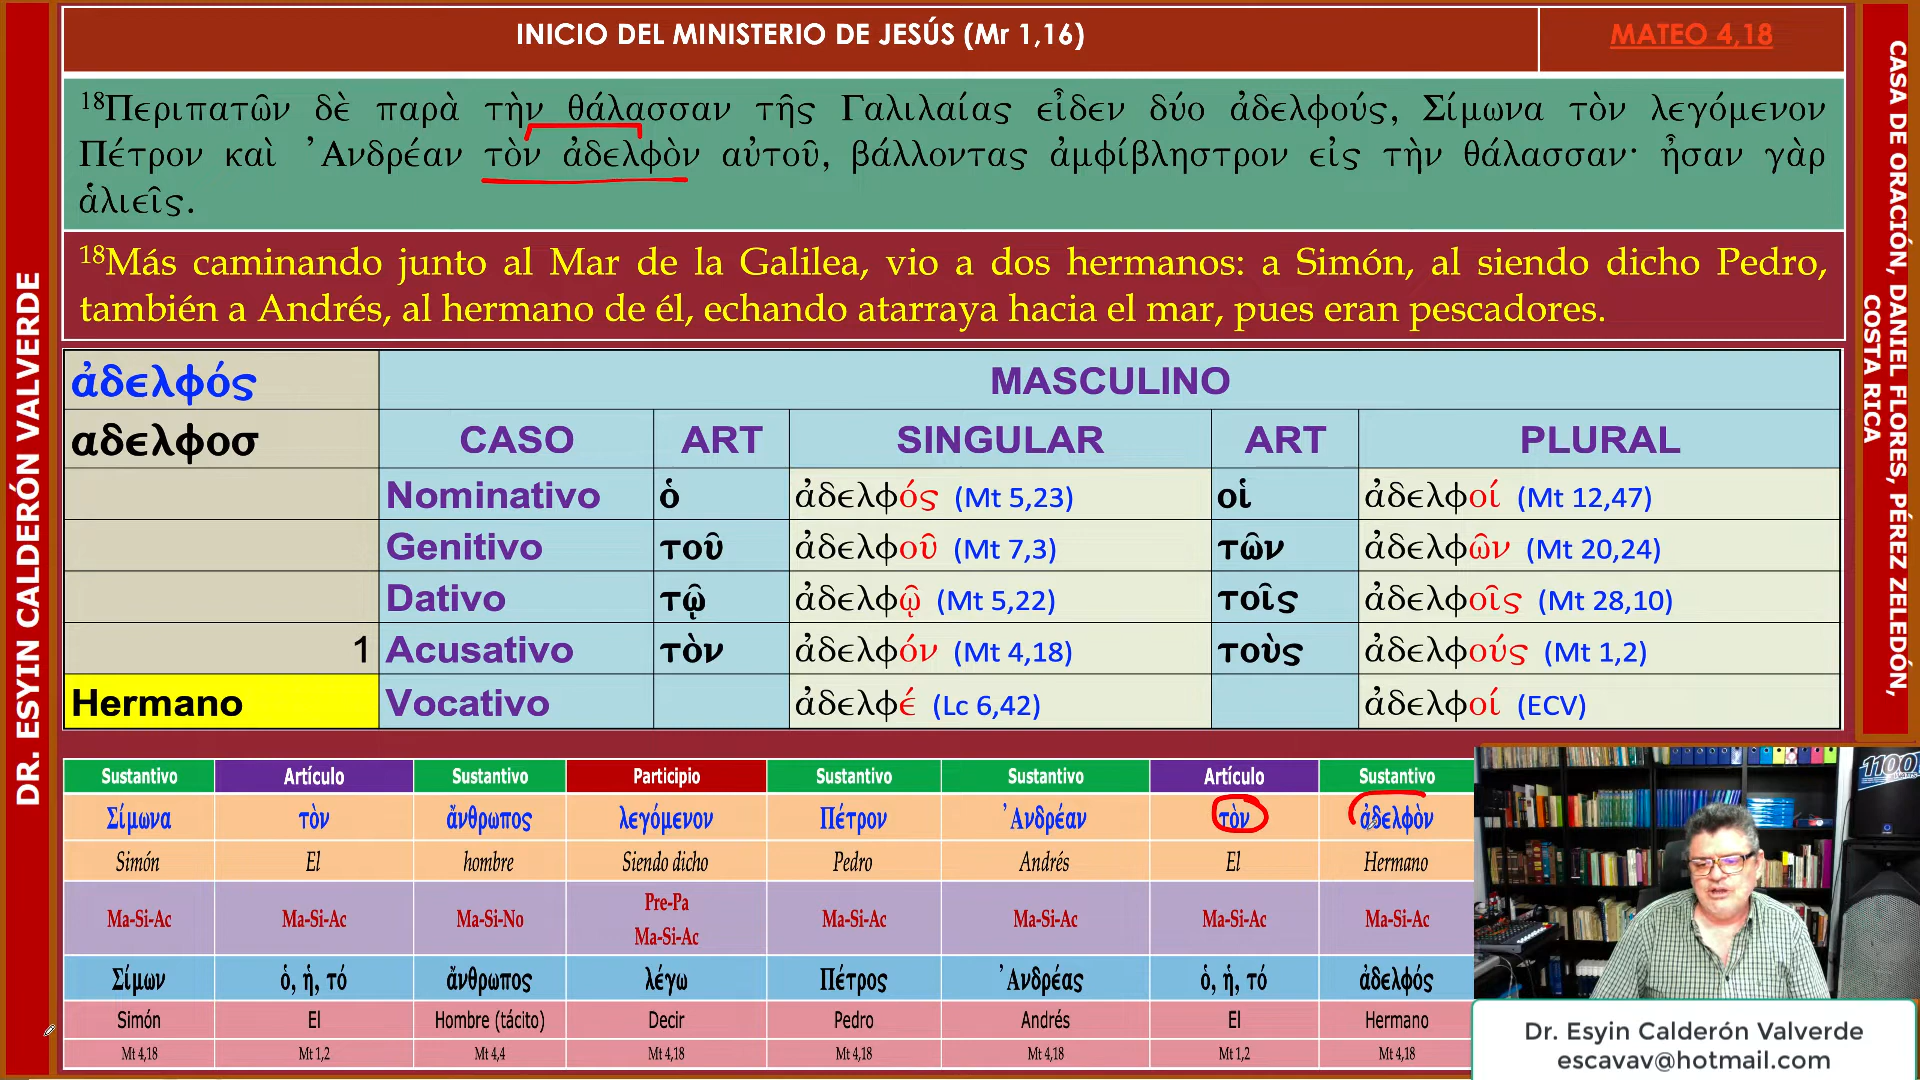 INICIO DEL MINISTERIO DE JESÚS (Mr 1,16)
MATEO 4,18
¹⁸Περιπατῶν δὲ παρὰ τὴν θάλασσαν τῆς Γαλιλαίας εἶδεν δύο ἀδελφούς, Σίμωνα τὸν λεγόμενον
Πέτρον καὶ ᾿Ανδρέαν τὸν ἀδελφὸν αὐτοῦ, βάλλοντας ἀμφίβληστρον εἰς τὴν θάλασσαν· ἦσαν γὰρ
ἁλιεῖς.
¹⁸Más caminando junto al Mar de la Galilea, vio a dos hermanos: a Simón, al siendo dicho Pedro,
también a Andrés, al hermano de él, echando atarraya hacia el mar, pues eran pescadores.
ἀδελφός MASCULINO
αδελφοσ CASO ART SINGULAR ART PLURAL
Nominativo ὁ ἀδελφός (Mt 5,23) οἱ ἀδελφοί (Mt 12,47)
Genitivo τοῦ ἀδελφοῦ (Mt 7,3) τῶν ἀδελφῶν (Mt 20,24)
Dativo τῷ ἀδελφῷ (Mt 5,22) τοῖς ἀδελφοῖς (Mt 28,10)
1 Acusativo τὸν ἀδελφόν (Mt 4,18) τοὺς ἀδελφούς (Mt 1,2)
Hermano Vocativo ἀδελφέ (Lc 6,42) ἀδελφοί (ECV)
Sustantivo Artículo Sustantivo Participio Sustantivo Sustantivo Artículo Sustantivo
Σίμωνα τὸν ἄνθρωπος λεγόμενον Πέτρον ᾿Ανδρέαν τὸν ἀδελφὸν
Simón El hombre Siendo dicho Pedro Andrés El Hermano
Ma-Si-Ac Ma-Si-Ac Ma-Si-No Pre-Pa Ma-Si-Ac Ma-Si-Ac Ma-Si-Ac Ma-Si-Ac Ma-Si-Ac
Σίμων ὁ, ἡ, τό ἄνθρωπος λέγω Πέτρος ᾿Ανδρέας ὁ, ἡ, τό ἀδελφός
Simón El Hombre (tácito) Decir Pedro Andrés El Hermano
Mt 4,18 Mt 1,2 Mt 4,4 Mt 4,18 Mt 4,18 Mt 4,18 Mt 1,2 Mt 4,18
DR. ESYIN CALDERÓN VALVERDE
CASA DE ORACIÓN, DANIEL FLORES, PÉREZ ZELEDÓN,
COSTA RICA
1100
Dr. Esyin Calderón Valverde
escavav@hotmail.com